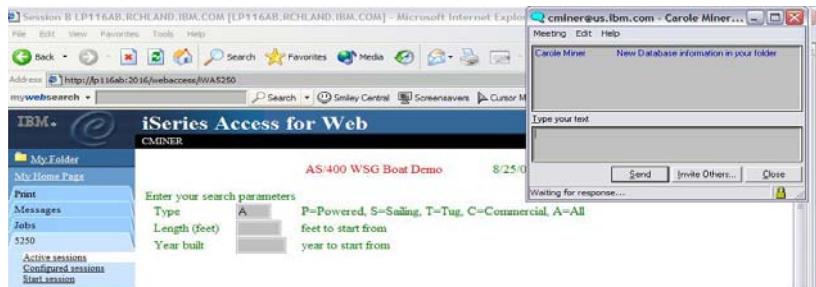 Session B LP116AB.RCHLAND.IBM.COM [LP116AB.RCHLAND.IBM.COM] - Microsoft Internet Explor
File Edit View Favorites Tools Help
Back Search Favorites Media
Address http://lp116ab:2016/webaccess/iWA5250
mywebsearch Search Smiley Central Screensavers Cursor M
IBM.
iSeries Access for Web
CMINER
My Folder
My Home Page
Print
Messages
Jobs
5250
Active sessions
Configured sessions
Start session
AS/400 WSG Boat Demo 8/25/0
Enter your search parameters
Type A P=Powered, S=Sailing, T=Tug, C=Commercial, A=All
Length (feet) feet to start from
Year built year to start from
cminer@us.ibm.com - Carole Miner...
Meeting Edit Help
Carole Miner New Database information in your folder
Type your text
Send Invite Others... Close
Waiting for response...